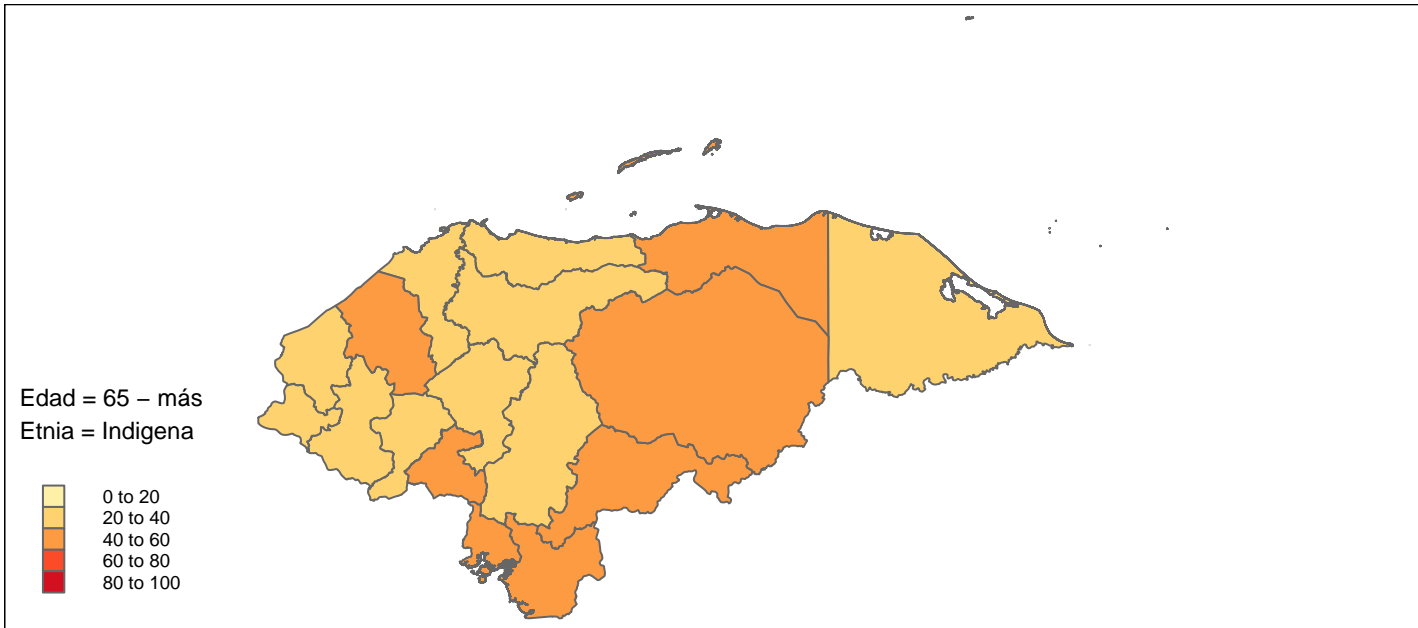 Edad = 65 – más
Etnia = Indigena
0 to 20
20 to 40
40 to 60
60 to 80
80 to 100